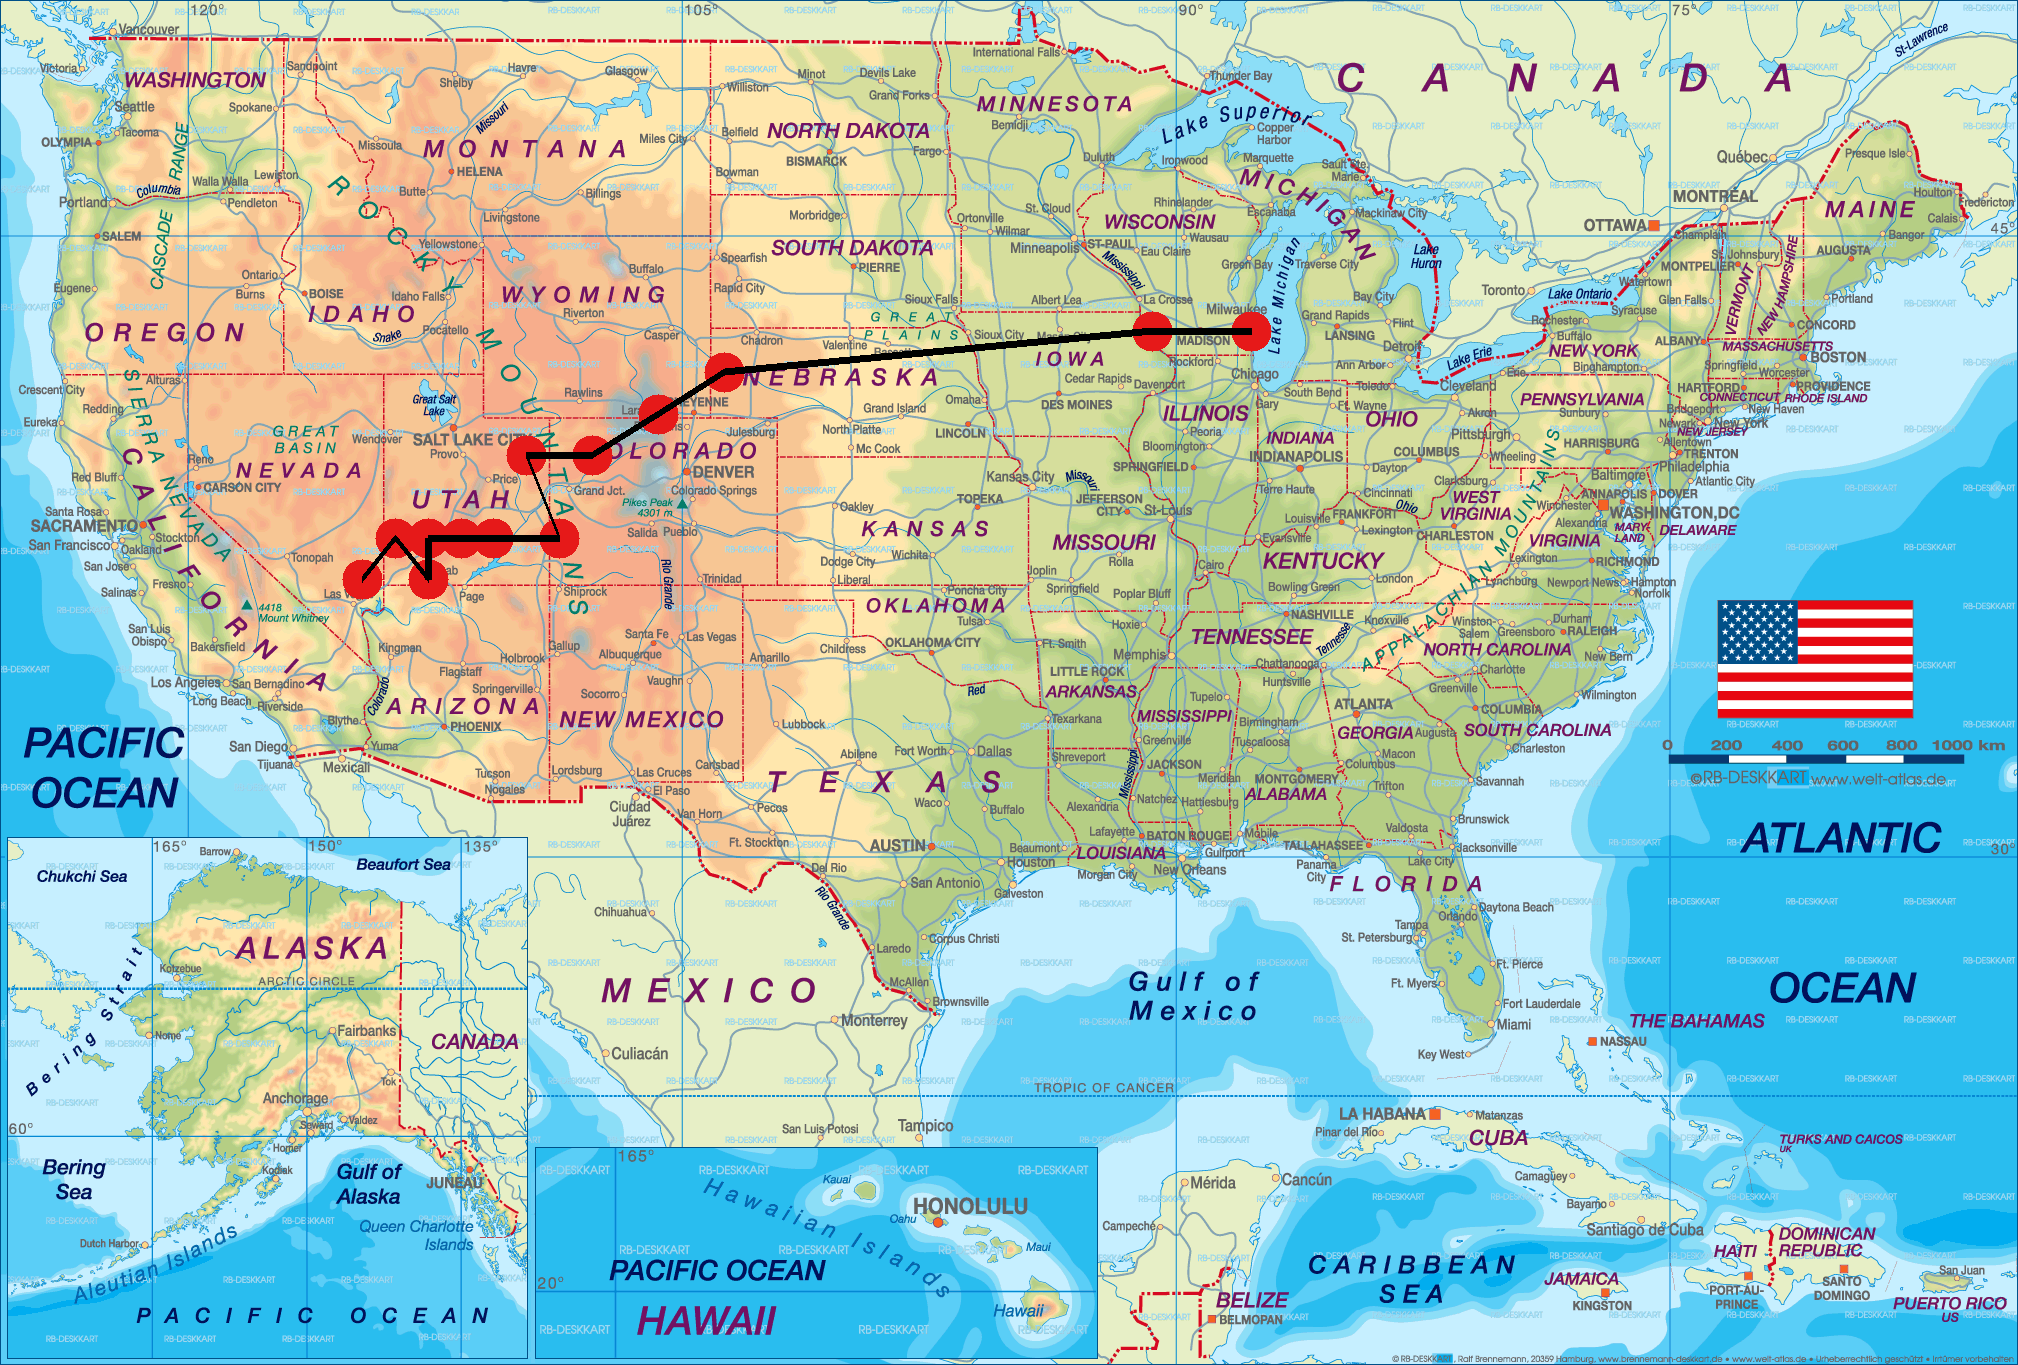 120°
105°
90°
75°
Vancouver
Victoria
WASHINGTON
Seattle
Tacoma
OLYMPIA
Spokane
Sandpoint
Walla Walla
Lewiston
Columbia
Portland
Pendleton
SALEM
CASCADE RANGE
Eugene
Ontario
Burns
OREGON
BOISE
IDAHO
Idaho Falls
Pocatello
Snake
Shelby
Havre
Glasgow
Missouri
Missoula
MONTANA
HELENA
Butte
Miles City
Billings
Livingstone
Yellowstone
ROCKY MOUNTAINS
Buffalo
WYOMING
Riverton
Casper
Rawlins
Williston
Minot
Devils Lake
Grand Forks
NORTH DAKOTA
Belfield
BISMARCK
Fargo
Bowman
Morbridge
SOUTH DAKOTA
Spearfish
PIERRE
Rapid City
Sioux Falls
GREAT
PLAINS
Chadron
Valentine
Sioux City
NEBRASKA
Grand Island
Omaha
North Platte
LINCOLN
Mc Cook
Julesburg
International Falls
MINNESOTA
Bemidji
Duluth
St. Cloud
Ortonville
Wilmar
Minneapolis
ST-PAUL
Mississippi
Albert Lea
La Crosse
Thunder Bay
Lake Superior
Copper
Harbor
Ironwood
Marquette
Sault Ste.
Marie
MICHIGAN
Rhinelander
Escanaba
Mackinaw City
WISCONSIN
Wausau
Eau Claire
Green Bay
Traverse City
Lake Michigan
Lake
Huron
Milwaukee
Bay City
Grand Rapids
Flint
LANSING
MADISON
Rockford
Detroit
Ann Arbor
Chicago
South Bend
Toledo
Gary
Ft. Wayne
IOWA
Cedar Rapids
Davenport
DES MOINES
CANADA
St-Lawrence
Québec
MONTRÉAL
OTTAWA
Presque Isle
MAINE
Houlton
Fredericton
Calais
Bangor
AUGUSTA
45°
Champlain
St. Johnsbury
MONTPELIER
VERMONT
NEW HAMPSHIRE
Portland
CONCORD
Toronto
Lake Ontario
Watertown
Glen Falls
Syracuse
Rochester
Buffalo
NEW YORK
ALBANY
MASSACHUSETTS
BOSTON
Binghampton
Springfield
Worcester
HARTFORD
PROVIDENCE
CONNECTICUT
RHODE ISLAND
Bridgeport
New Haven
Newark
New York
NEW JERSEY
Lake Erie
Erie
Cleveland
PENNSYLVANIA
Sunbury
Akron
Pittsburgh
HARRISBURG
Allentown
TRENTON
Philadelphia
Wheeling
Baltimore
Atlantic City
ANNAPOLIS
DOVER
WASHINGTON,DC
Winchester
Alexandria
MARY-
LAND
DELAWARE
Crescent City
Alturas
Redding
Eureka
SIERRA NEVADA
Red Bluff
CALIFORNIA
Great Salt
Lake
GREAT
BASIN
Wendover
SALT LAKE CIT
Provo
Reno
NEVADA
CARSON CITY
Price
UTAH
Santa Rosa
SACRAMENTO
San Francisco
Stockton
Oakland
San Jose
Salinas
Fresno
Tonopah
4418
Mount Whitney
San Luis
Obispo
Bakersfield
Los Angeles
San Bernardino
Long Beach
Riverside
San Diego
Tijuana
Mexicali
Yuma
Blythe
Colorado
Kingman
Flagstaff
ARIZONA
PHOENIX
Holbrook
Springerville
Tucson
Nogales
Page
Shiprock
Gallup
Santa Fe
Las Vegas
Albuquerque
Vaughn
Socorro
NEW MEXICO
Lordsburg
Las Cruces
El Paso
Carlsbad
Ciudad
Juárez
Van Horn
OLORADO
DENVER
Grand Jct.
Colorado Springs
Pikes Peak
4301 m
Salida
Pueblo
Rio Grande
Trinidad
Oakley
KANSAS
TOPEKA
Kansas City
Wichita
Dodge City
Liberal
OKLAHOMA
Poncha City
Tulsa
OKLAHOMA CITY
Childress
Amarillo
Lubbock
Red
TEXAS
Abilene
Fort Worth
Dallas
Waco
Buffalo
Pecos
Ft. Stockton
AUSTIN
Beaumont
Houston
San Antonio
Galveston
Del Rio
Rio Grande
Laredo
Corpus Christi
McAllen
Brownsville
Missouri
JEFFERSON
CITY
St-Louis
MISSOURI
Rolla
Joplin
Springfield
Poplar Bluff
Hoxie
Ft. Smith
Memphis
LITTLE ROCK
ARKANSAS
Texarkana
Shreveport
Alexandria
Lafayette
BATON ROUGE
LOUISIANA
Morgan City
New Orleans
Natchez
Hattiesburg
Gulfport
MISSISSIPPI
Greenville
JACKSON
Meridian
Mississippi
Tupelo
ILLINOIS
Peoria
Bloomington
SPRINGFIELD
INDIANA
INDIANAPOLIS
Terre Haute
Evansville
Cairo
OHIO
COLUMBUS
Dayton
Cincinnati
Ohio
Louisville
FRANKFORT
Lexington
KENTUCKY
London
Bowling Green
WEST
VIRGINIA
Clarksburg
CHARLESTON
VIRGINIA
Lexington
RICHMOND
Lynchburg
Newport News
Hampton
Norfolk
APPALACHIAN MOUNTAINS
NASHVILLE
Knoxville
TENNESSEE
Tennesse
Chattanooga
Huntsville
Winston-
Salem
Greensboro
Durham
RALEIGH
NORTH CAROLINA
New Bern
Charlotte
Greenville
Wilmington
COLUMBIA
SOUTH CAROLINA
Charleston
Birmingham
Tuscaloosa
ATLANTA
GEORGIA
Augusta
Macon
Columbus
MONTGOMERY
ALABAMA
Savannah
Tifton
Mobile
Brunswick
Valdosta
TALLAHASSEE
Jacksonville
Panama
City
Lake City
FLORIDA
Daytona Beach
Orlando
Tampa
St. Petersburg
Ft. Pierce
Ft. Myers
Fort Lauderdale
Miami
Key West
0 200 400 600 800 1000 km
©RB-DESKKART www.welt-atlas.de
PACIFIC
OCEAN
ATLANTIC
OCEAN
30°
Gulf of
Mexico
THE BAHAMAS
NASSAU
TROPIC OF CANCER
MEXICO
Chihuahua
Monterrey
Culiacán
San Luis Potosi
Tampico
Mérida
Cancún
Campeche
BELIZE
BELMOPAN
LA HABANA
Matanzas
Pinar del Rio
CUBA
Camagüey
Bayamo
Santiago de Cuba
TURKS AND CAICOS
UK
CARIBBEAN
SEA
JAMAICA
KINGSTON
HAITI
PORT-AU-
PRINCE
DOMINICAN
REPUBLIC
SANTO
DOMINGO
San Juan
PUERTO RICO
US
165°
150°
135°
Barrow
Beaufort Sea
Chukchi Sea
ALASKA
Kotzebue
ARCTIC CIRCLE
Bering Strait
Nome
Fairbanks
CANADA
Tok
Anchorage
Valdez
Seward
Homer
Kodiak
60°
Bering
Sea
Gulf of
Alaska
JUNEAU
Queen Charlotte
Islands
Dutch Harbor
Aleutian Islands
PACIFIC OCEAN
165°
Kauai
Hawaiian Islands
HONOLULU
Oahu
Maui
PACIFIC OCEAN
20°
HAWAII
Hawaii
© RB-DESKKART, Ralf Brennemann, 20359 Hamburg, www.brennemann-deskkart.de • www.welt-atlas.de • Urheberrechtlich geschützt • Irrtümer vorbehalten